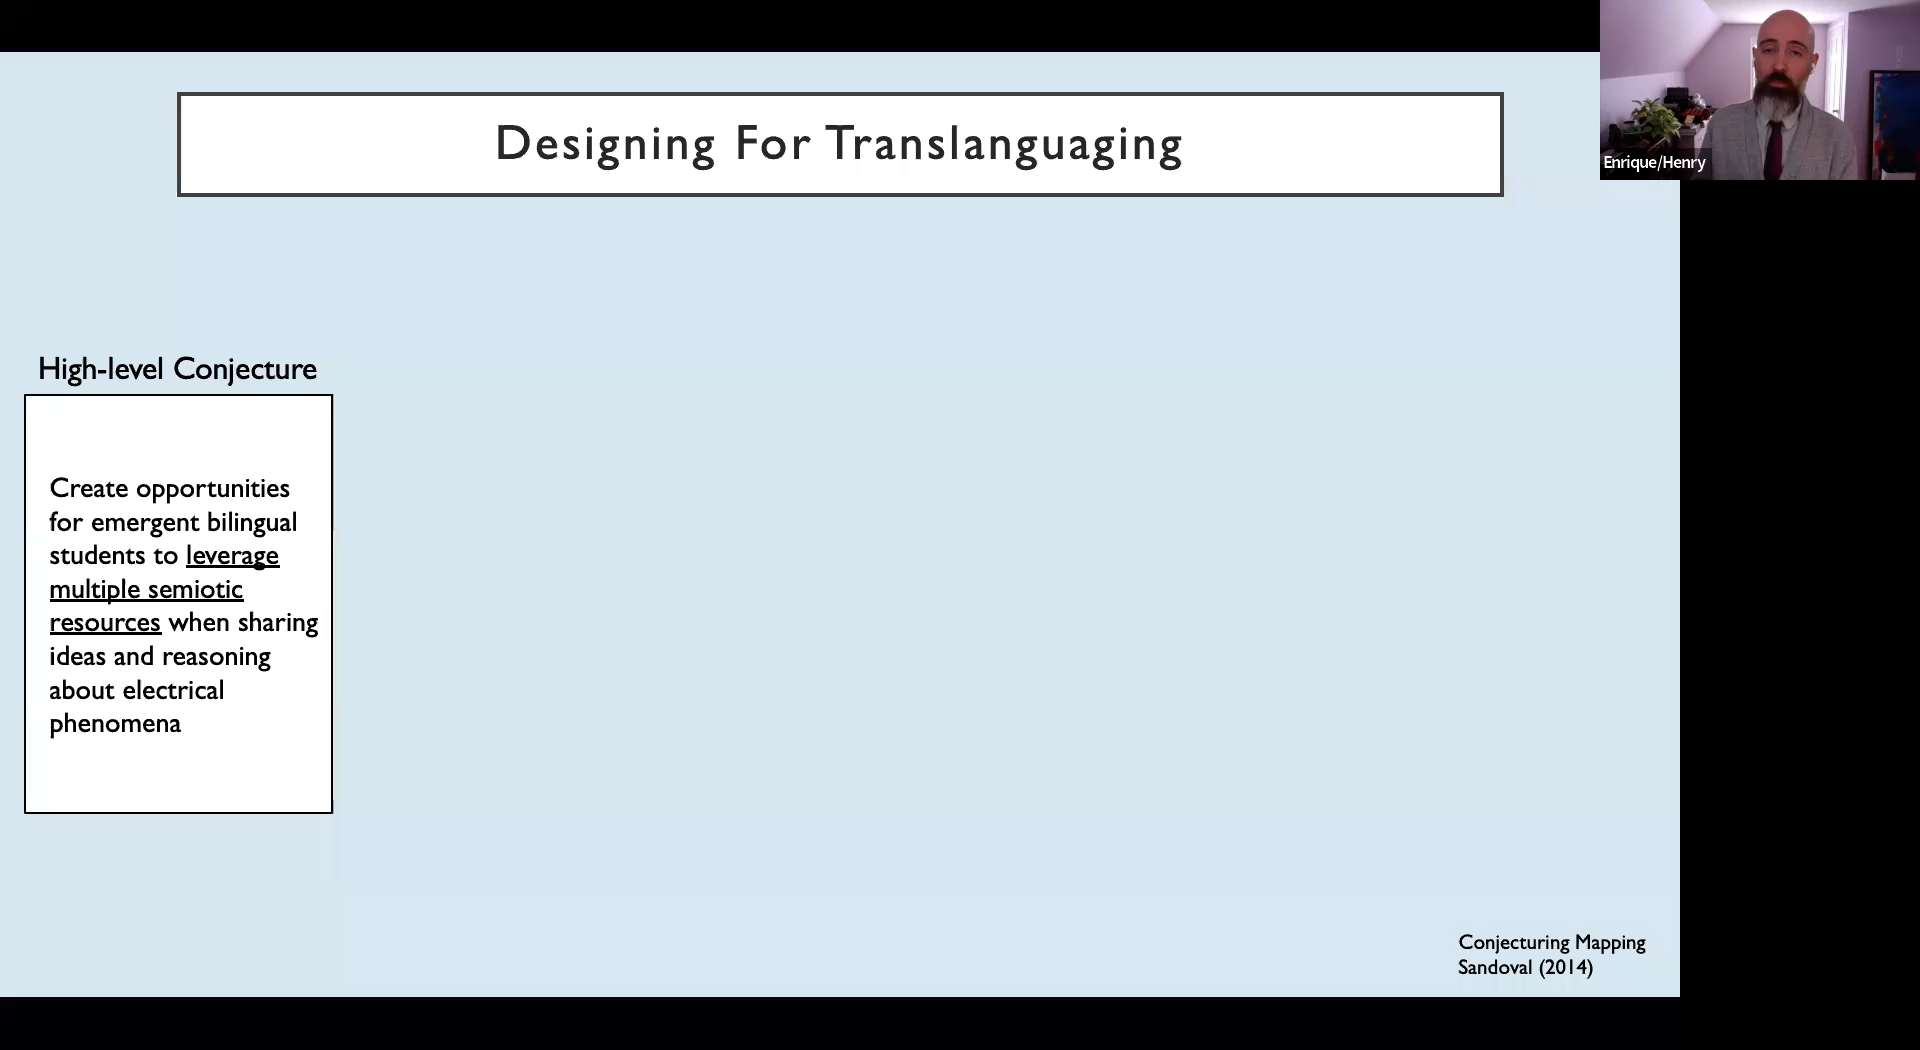 Designing For Translanguaging
Enrique/Henry
High-level Conjecture
Create opportunities
for emergent bilingual
students to leverage
multiple semiotic
resources when sharing
ideas and reasoning
about electrical
phenomena
Conjecturing Mapping
Sandoval (2014)